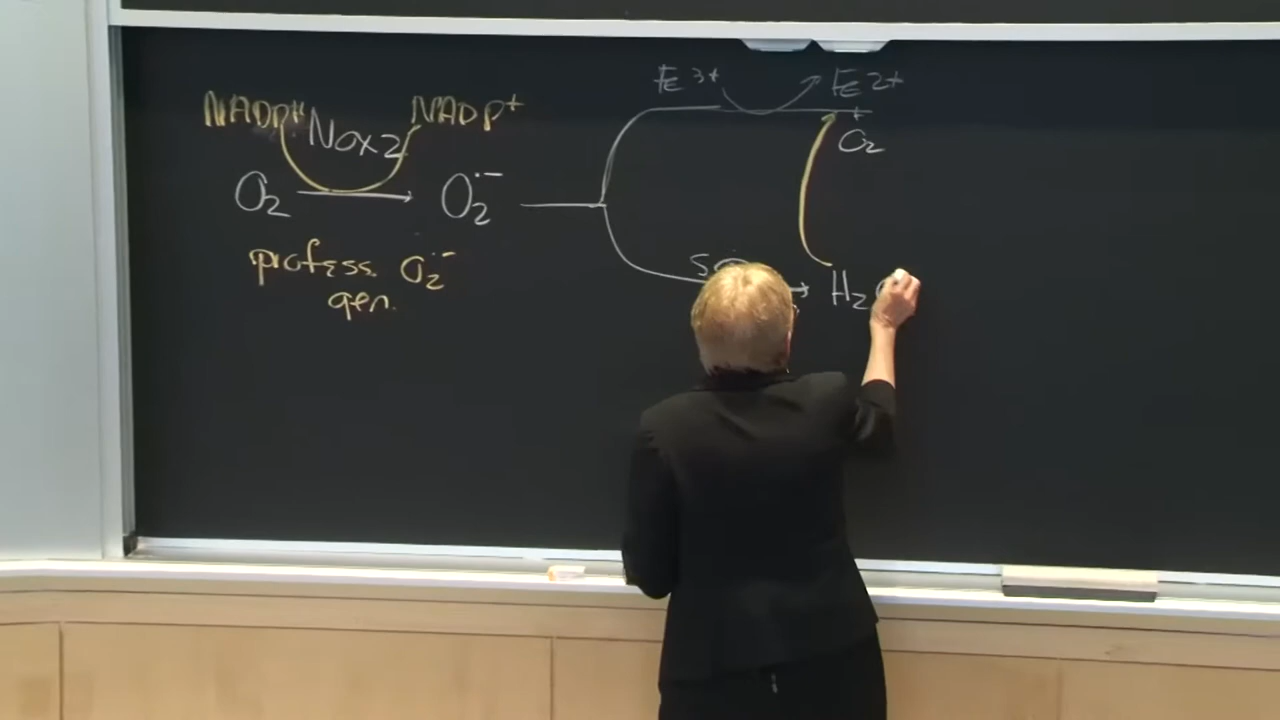 NADPH NADP+
Nox2
O2 O2·−
profess. O2·−
gen.
FE 3+ FE 2+
+
O2
H2